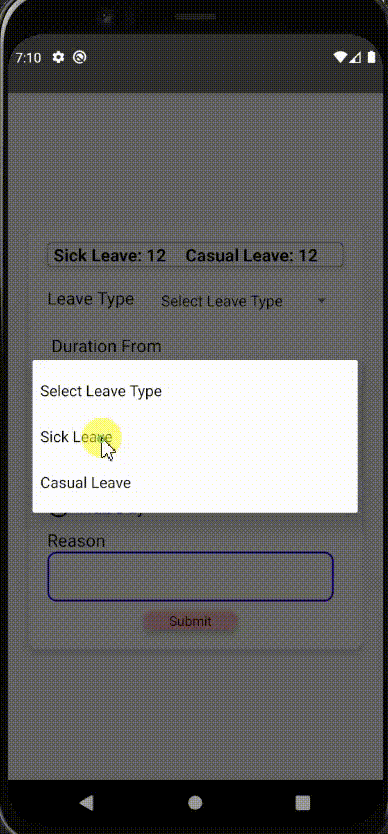 7:10
Sick Leave: 12 Casual Leave: 12
Leave Type Select Leave Type
Duration From
Select Leave Type
Sick Leave
Casual Leave
Reason
Submit